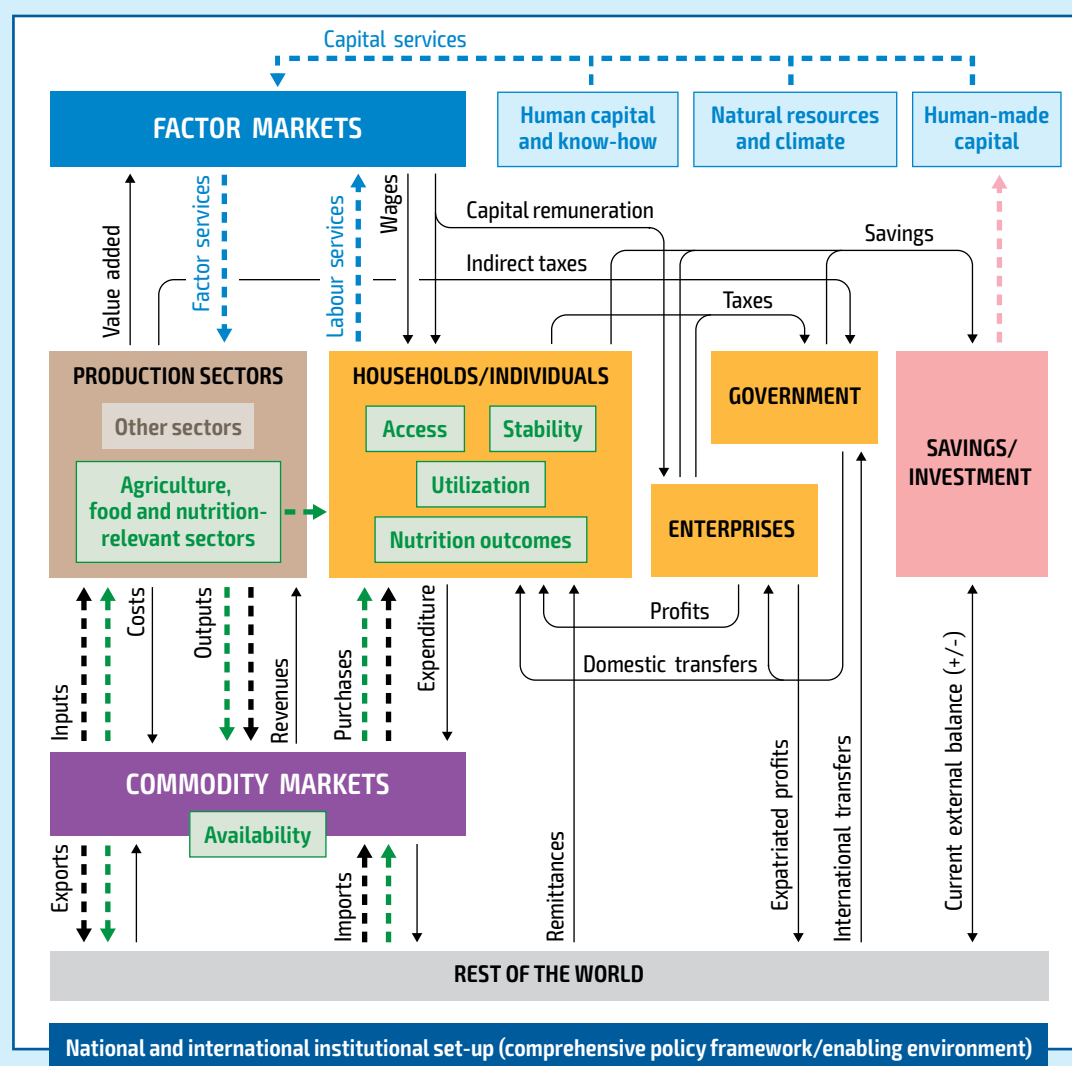 Capital services
FACTOR MARKETS
Human capital
and know-how
Natural resources
and climate
Human-made
capital
Value added
Factor services
Labour services
Wages
Capital remuneration
Savings
Indirect taxes
Taxes
PRODUCTION SECTORS
Other sectors
Agriculture,
food and nutrition-
relevant sectors
HOUSEHOLDS/INDIVIDUALS
Access
Stability
Utilization
Nutrition outcomes
GOVERNMENT
ENTERPRISES
SAVINGS/
INVESTMENT
Inputs
Costs
Outputs
Revenues
Purchases
Expenditure
Profits
Domestic transfers
COMMODITY MARKETS
Availability
Exports
Imports
Remittances
Expatriated profits
International transfers
Current external balance (+/-)
REST OF THE WORLD
National and international institutional set-up (comprehensive policy framework/enabling environment)